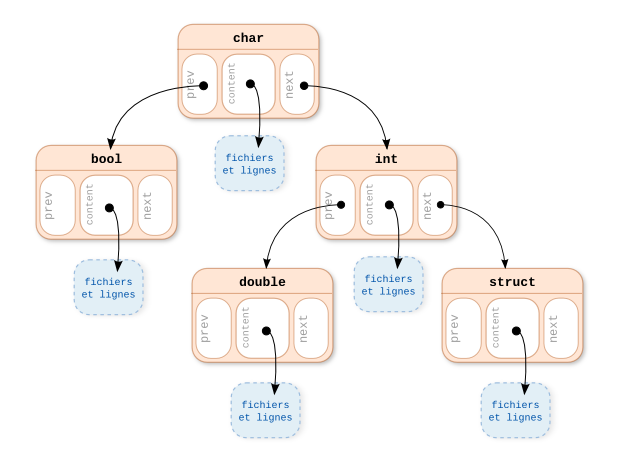 char
prev
content
next
fichiers
et lignes
bool
prev
content
next
int
prev
content
next
fichiers
et lignes
fichiers
et lignes
double
prev
content
next
struct
prev
content
next
fichiers
et lignes
fichiers
et lignes